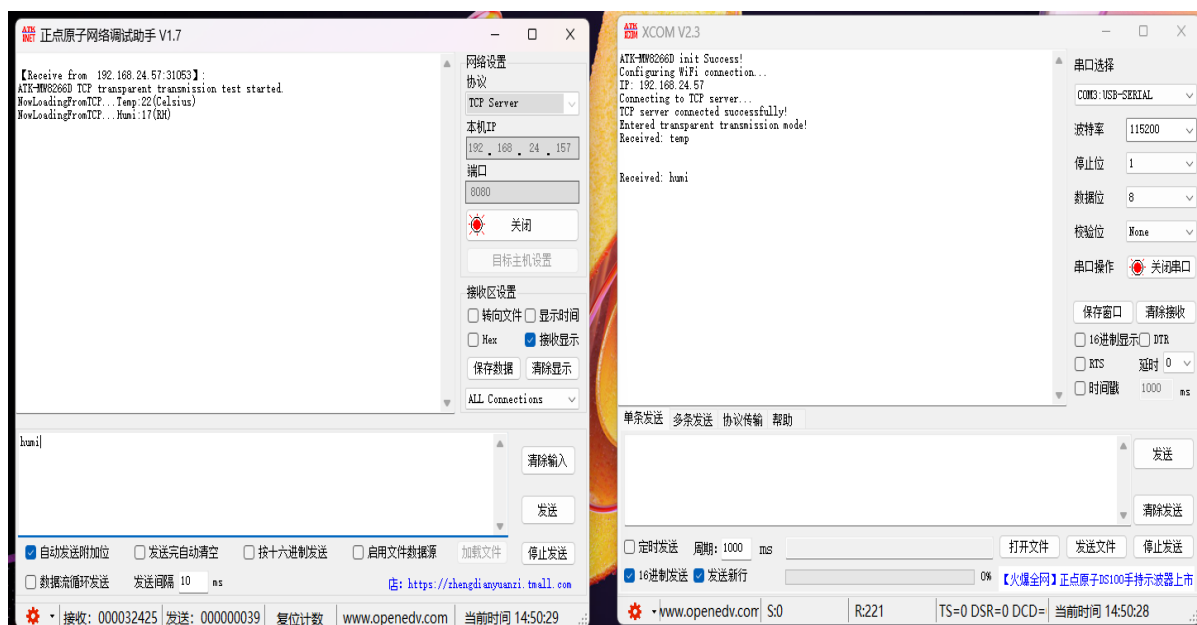 正点原子网络调试助手 V1.7
【Receive from 192.168.24.57:31053】:
ATK-MW8266D TCP transparent transmission test started.
NowLoadingFromTCP...Temp:22(Celsius)
NowLoadingFromTCP...Humi:17(RH)
网络设置
协议
TCP Server
本机IP
192 . 168 . 24 . 157
端口
8080
关闭
目标主机设置
接收区设置
转向文件 显示时间
Hex 接收显示
保存数据 清除显示
ALL Connections
humi
清除输入
发送
自动发送附加位 发送完自动清空 按十六进制发送 启用文件数据源 加载文件 停止发送
数据流循环发送 发送间隔 10 ms
店: https://zhengdianyuanzi.tmall.com
接收: 000032425 发送: 000000039 复位计数 www.openedv.com 当前时间 14:50:29
ATK XCOM V2.3
ATK-MW8266D init Success!
Configuring WiFi connection...
IP: 192.168.24.57
Connecting to TCP server...
TCP server connected successfully!
Entered transparent transmission mode!
Received: temp
Received: humi
串口选择
COM3:USB-SERIAL
波特率 115200
停止位 1
数据位 8
校验位 None
串口操作 关闭串口
保存窗口 清除接收
16进制显示 DTR
RTS 延时 0
时间戳 1000 ms
单条发送 多条发送 协议传输 帮助
发送
清除发送
定时发送 周期: 1000 ms 打开文件 发送文件 停止发送
16进制发送 发送新行 0% 【火爆全网】正点原子DS100手持示波器上市
www.openedv.com S:0 R:221 TS=0 DSR=0 DCD= 当前时间 14:50:28